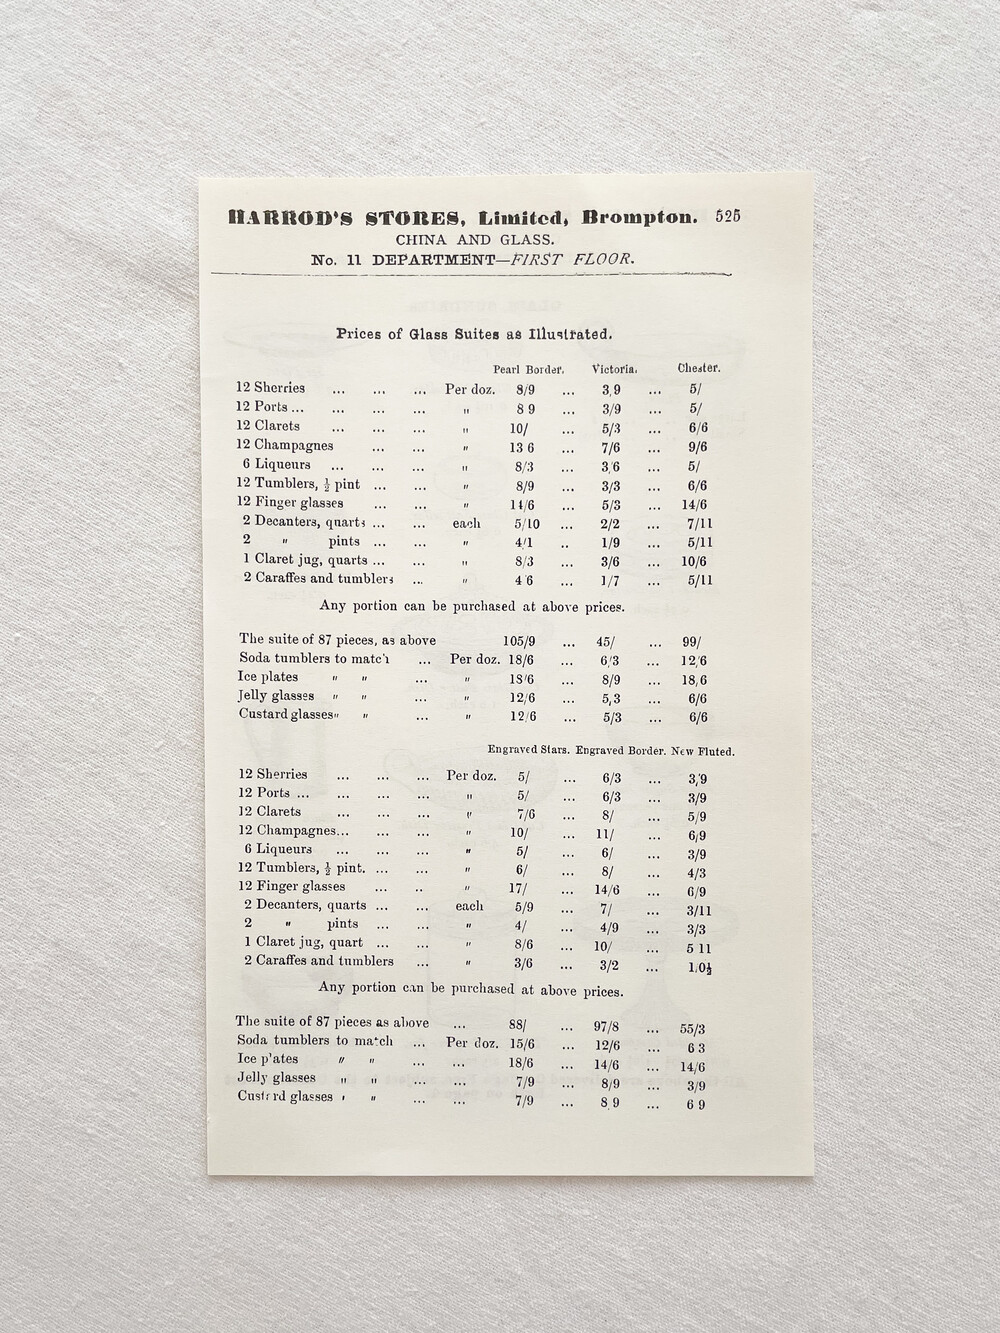 HARROD'S STORES, Limited, Brompton. 525
CHINA AND GLASS.
No. 11 DEPARTMENT—FIRST FLOOR.
Prices of Glass Suites as Illustrated.
Pearl Border. Victoria. Chester.
12 Sherries ... ... ... Per doz. 8/9 ... 3,9 ... 5/
12 Ports ... ... ... ... " 8 9 ... 3/9 ... 5/
12 Clarets ... ... ... " 10/ ... 5/3 ... 6/6
12 Champagnes ... ... " 13 6 ... 7/6 ... 9/6
6 Liqueurs ... ... ... " 8/3 ... 3/6 ... 5/
12 Tumblers, ½ pint ... ... " 8/9 ... 3/3 ... 6/6
12 Finger glasses ... ... " 14/6 ... 5/3 ... 14/6
2 Decanters, quarts ... ... each 5/10 ... 2/2 ... 7/11
2 " pints ... ... " 4/1 .. 1/9 ... 5/11
1 Claret jug, quarts ... ... " 8/3 ... 3/6 ... 10/6
2 Caraffes and tumblers ... " 4 6 ... 1/7 ... 5/11
Any portion can be purchased at above prices.
The suite of 87 pieces, as above 105/9 ... 45/ ... 99/
Soda tumblers to match ... Per doz. 18/6 ... 6/3 ... 12/6
Ice plates " " ... " 18/6 ... 8/9 ... 18,6
Jelly glasses " " ... " 12/6 ... 5,3 ... 6/6
Custard glasses " " ... " 12/6 ... 5/3 ... 6/6
Engraved Stars. Engraved Border. New Fluted.
12 Sherries ... ... ... Per doz. 5/ ... 6/3 ... 3/9
12 Ports ... ... ... ... " 5/ ... 6/3 ... 3/9
12 Clarets ... ... ... " 7/6 ... 8/ ... 5/9
12 Champagnes... ... ... " 10/ ... 11/ ... 6/9
6 Liqueurs ... ... ... " 5/ ... 6/ ... 3/9
12 Tumblers, ½ pint. ... ... " 6/ ... 8/ ... 4/3
12 Finger glasses ... .. " 17/ ... 14/6 ... 6/9
2 Decanters, quarts ... ... each 5/9 ... 7/ ... 3/11
2 " pints ... ... " 4/ ... 4/9 ... 3/3
1 Claret jug, quart ... ... " 8/6 ... 10/ ... 5 11
2 Caraffes and tumblers ... " 3/6 ... 3/2 ... 1/0½
Any portion can be purchased at above prices.
The suite of 87 pieces as above ... 88/ ... 97/8 ... 55/3
Soda tumblers to match ... Per doz. 15/6 ... 12/6 ... 6 3
Ice plates " " ... ... 18/6 ... 14/6 ... 14/6
Jelly glasses " " ... ... 7/9 ... 8/9 ... 3/9
Custard glasses " " ... ... 7/9 ... 8 9 ... 6 9